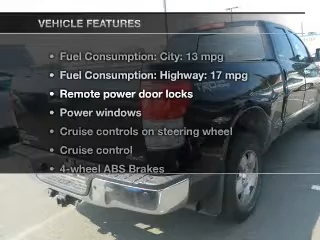 VEHICLE FEATURES
• Fuel Consumption: City: 13 mpg
• Fuel Consumption: Highway: 17 mpg
• Remote power door locks
• Power windows
• Cruise controls on steering wheel
• Cruise control
• 4-wheel ABS Brakes